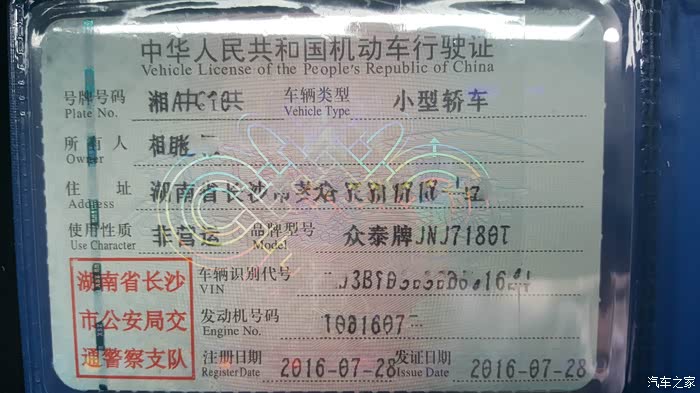 中华人民共和国机动车行驶证
Vehicle License of the People's Republic of China
号牌号码 湘A 车辆类型 小型轿车
Plate No. Vehicle Type
所有人
Owner
住址 湖南省长沙市
Address
使用性质 非营运 品牌型号 众泰牌JNJ7180T
Use Character Model
湖南省长沙 车辆识别代号
VIN
市公安局交 发动机号码
Engine No.
通警察支队 注册日期 2016-07-28 发证日期 2016-07-28
Register Date Issue Date
汽车之家